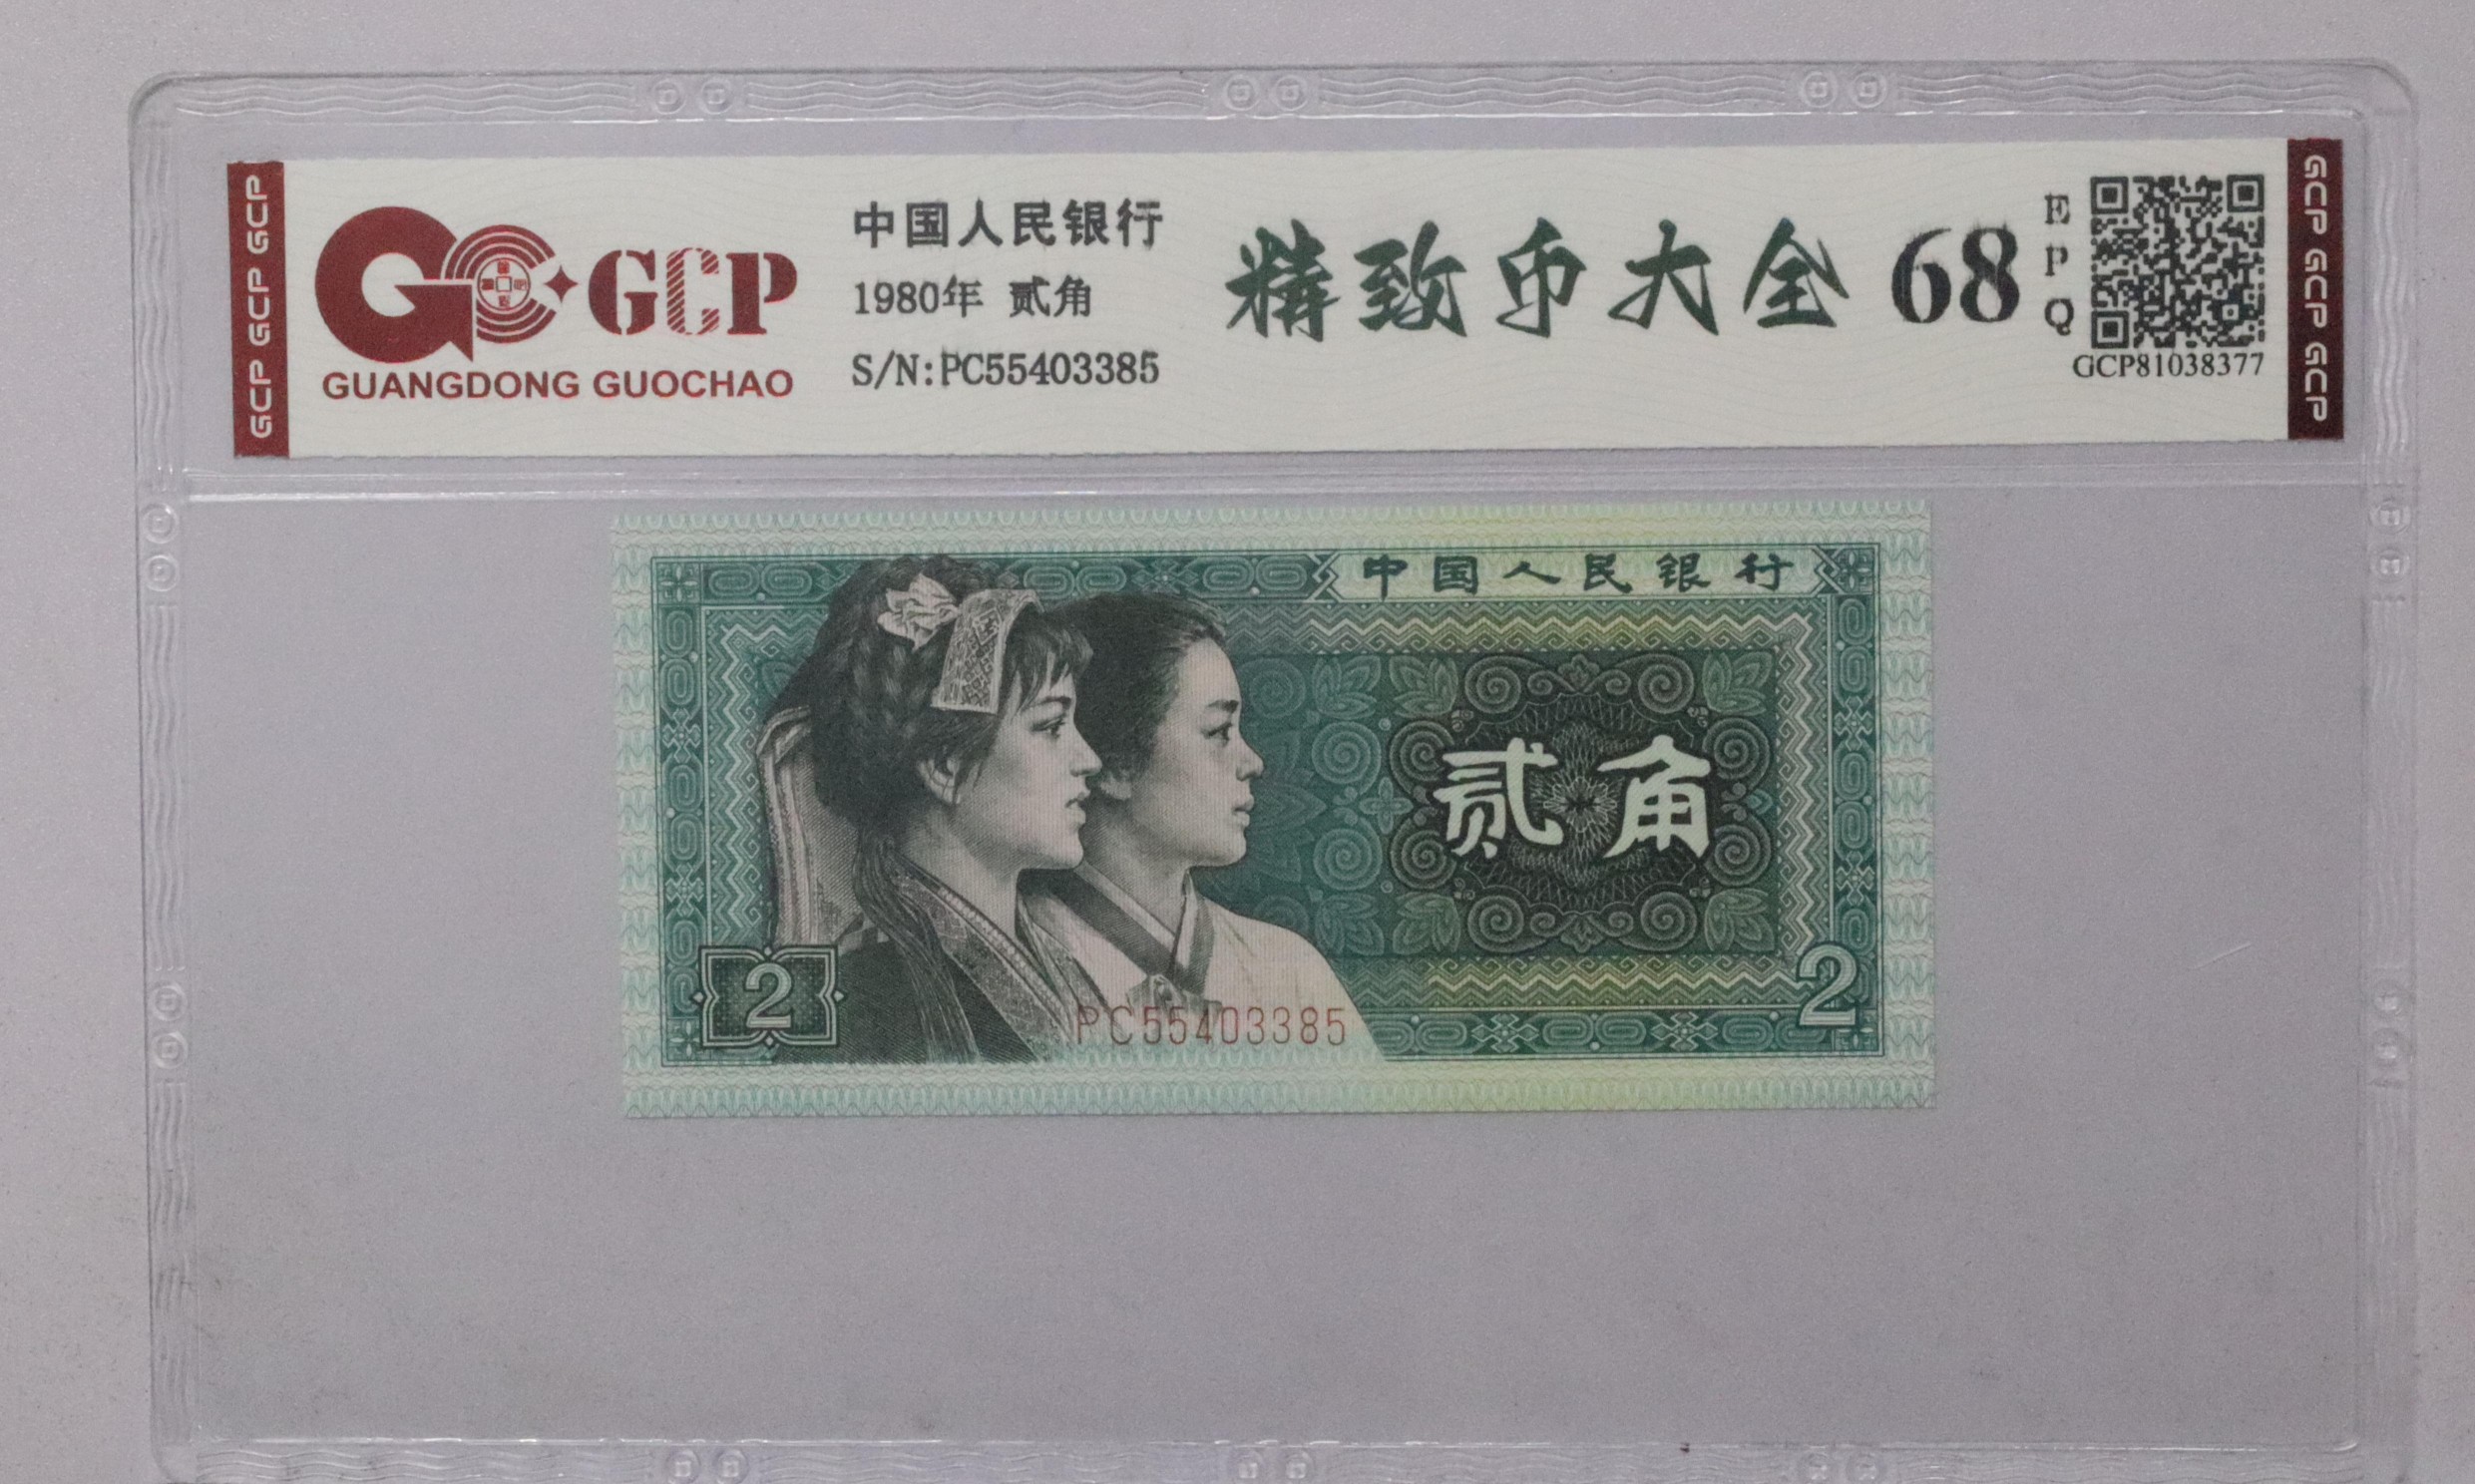 GCP GCP GCP
GCP
GUANGDONG GUOCHAO
中国人民银行
1980年 贰角
S/N:PC55403385
精致币大全
68
EPQ
GCP81038377
GCP GCP GCP
中国人民银行
贰角
2
PC55403385
2